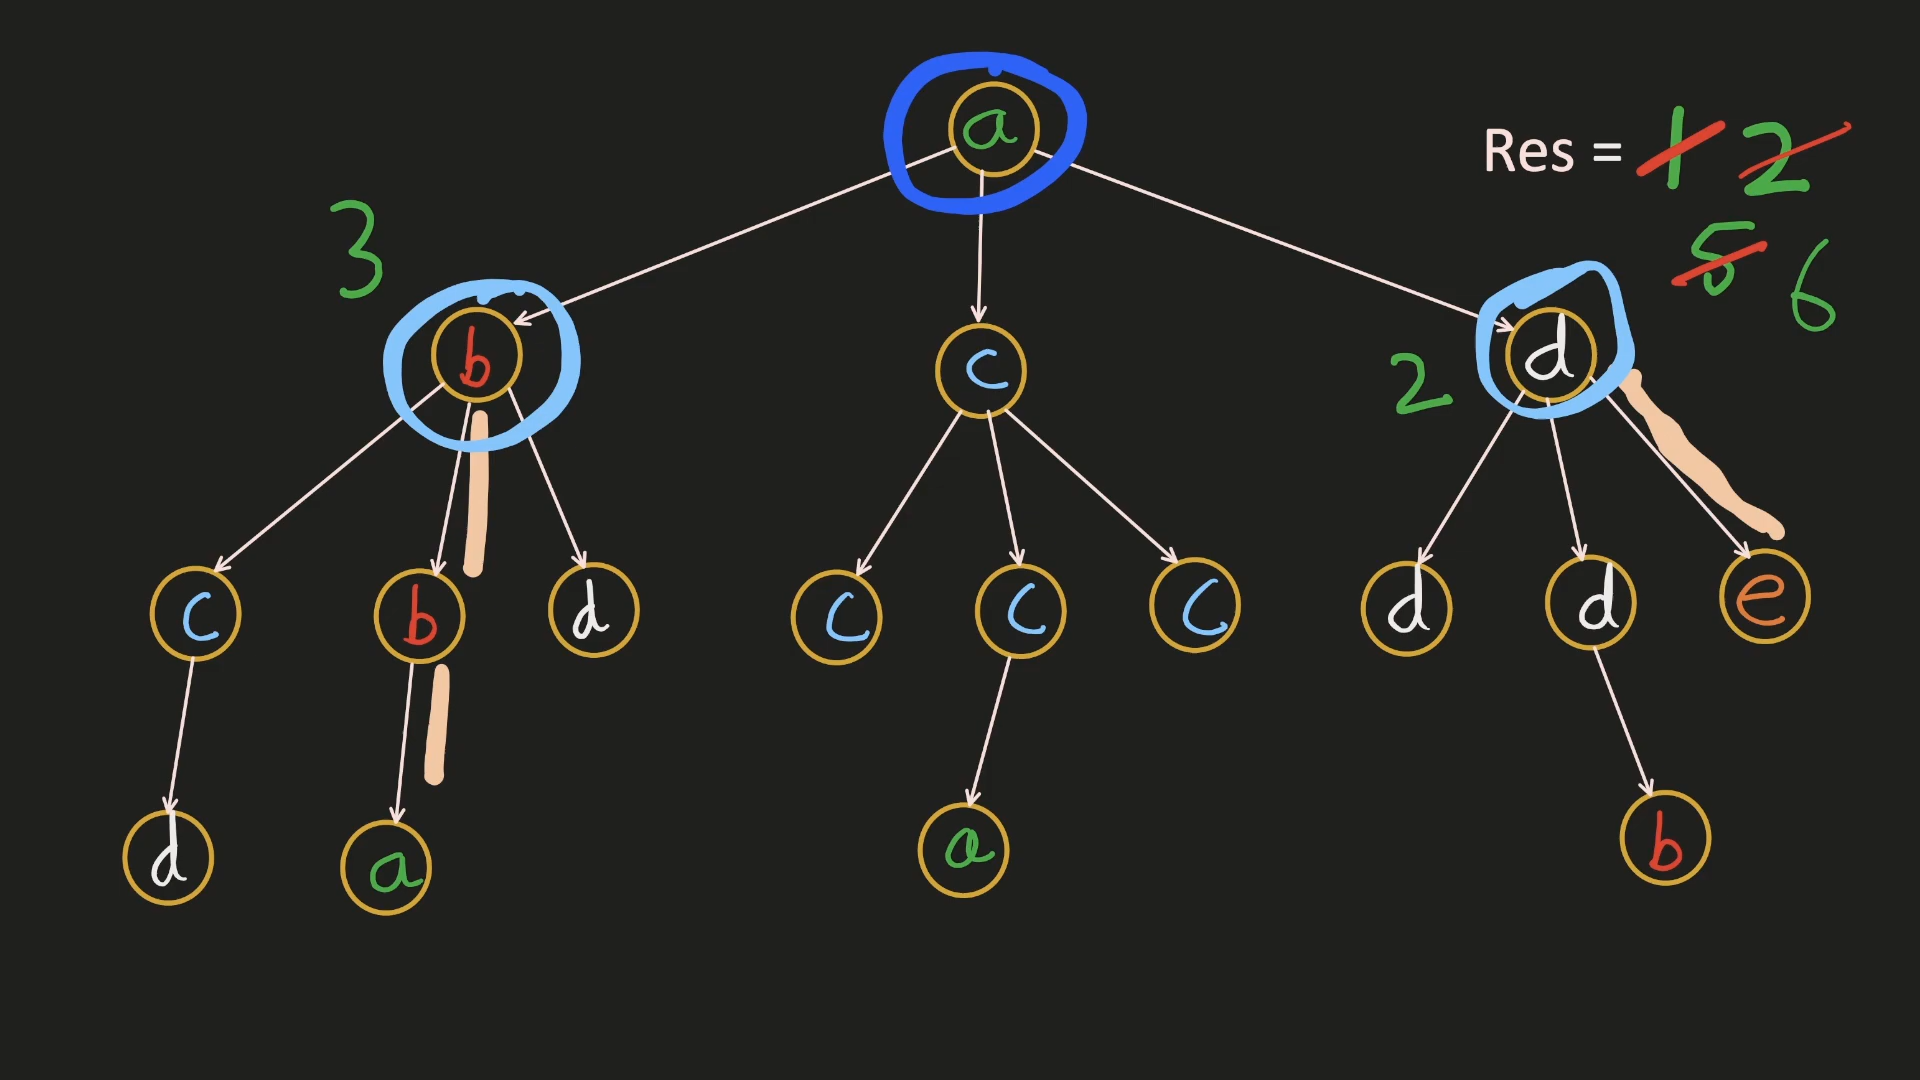 a
Res = 1 2
3
5 6
b c d
2
c b d c c c d d e
d a a b